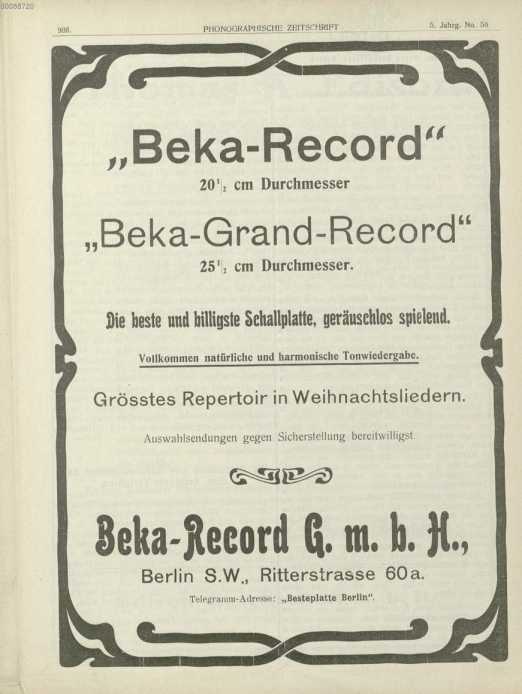 00088720
968. PHONOGRAPHISCHE ZEITSCHRIFT 5. Jahrg. No. 50
„Beka-Record“
20½ cm Durchmesser
„Beka-Grand-Record“
25½ cm Durchmesser.
Die beste und billigste Schallplatte, geräuschlos spielend.
Vollkommen natürliche und harmonische Tonwiedergabe.
Grösstes Repertoir in Weihnachtsliedern.
Auswahlsendungen gegen Sicherstellung bereitwilligst.
Beka-Record G. m. b. H.,
Berlin S.W., Ritterstrasse 60a.
Telegramm-Adresse: „Besteplatte Berlin“.